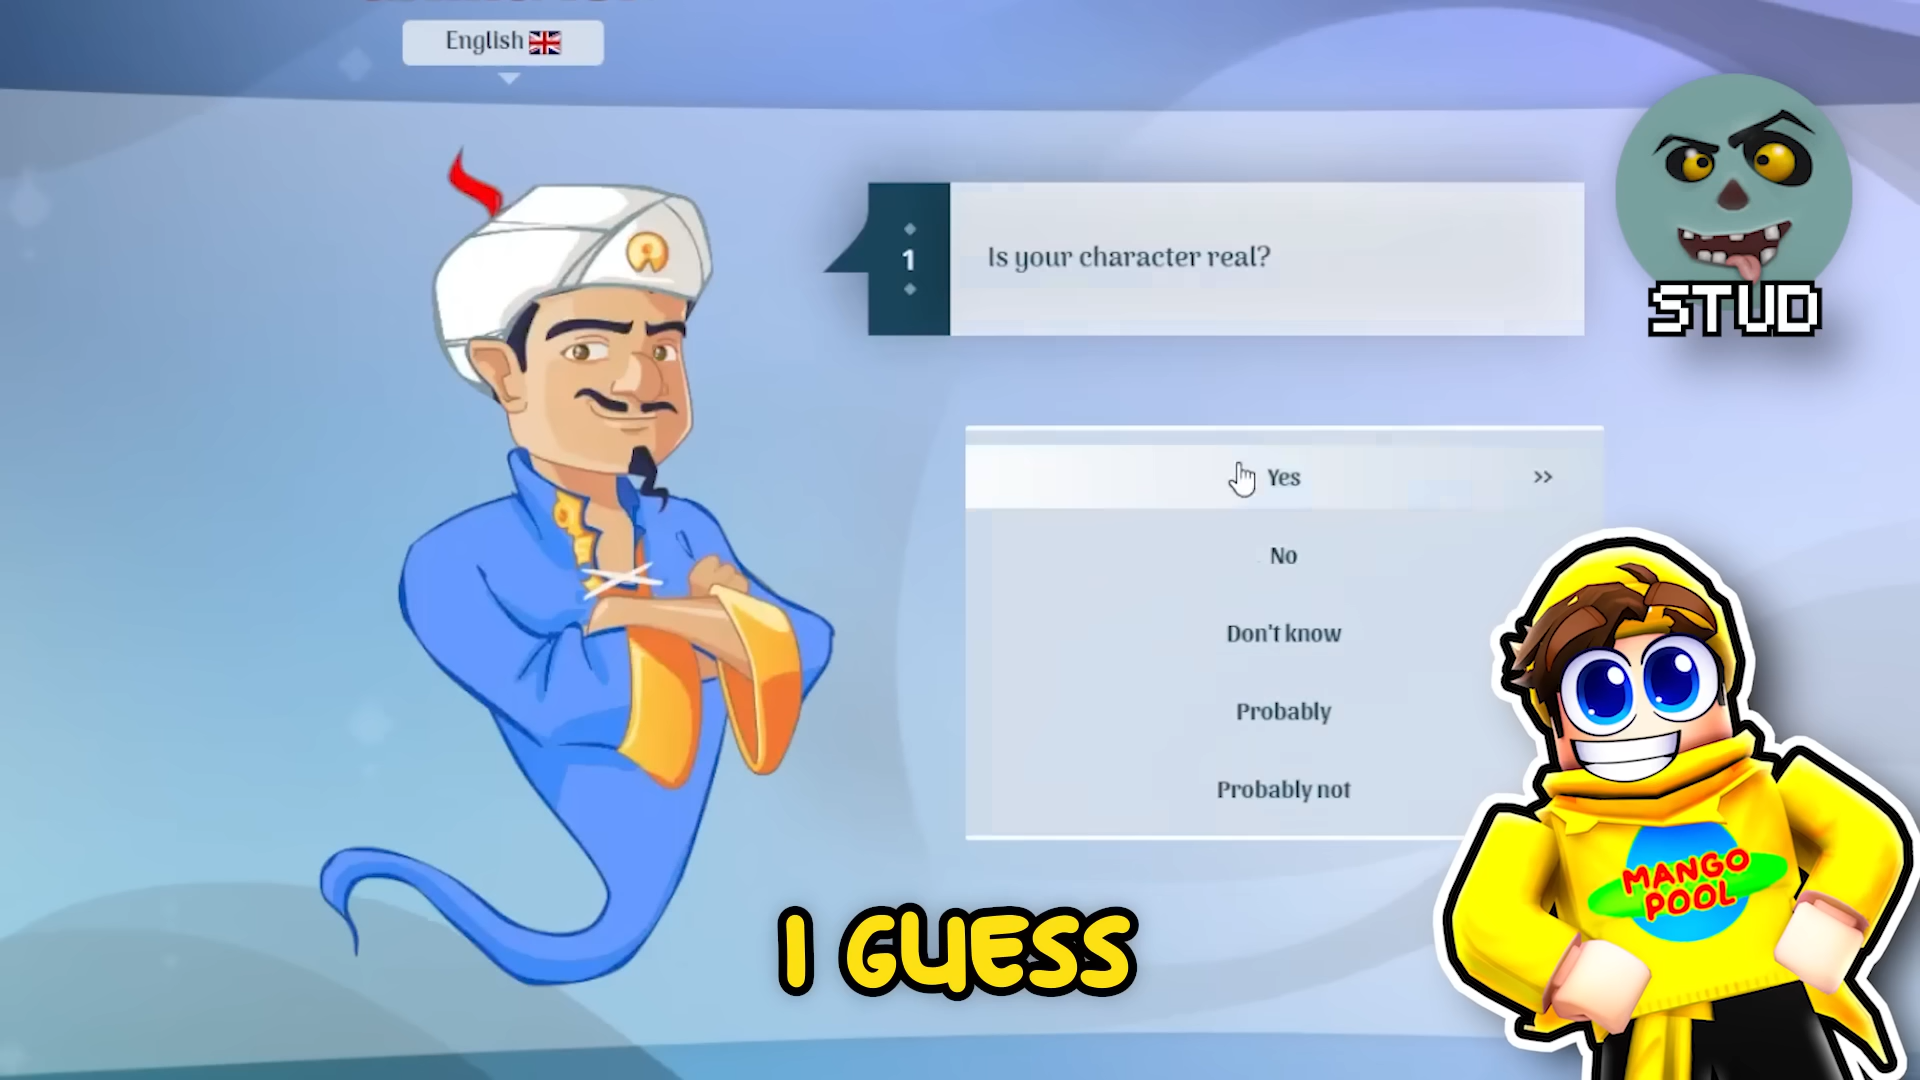 English
1
Is your character real?
STUD
Yes >>
No
Don't know
Probably
Probably not
MANGO
POOL
I GUESS